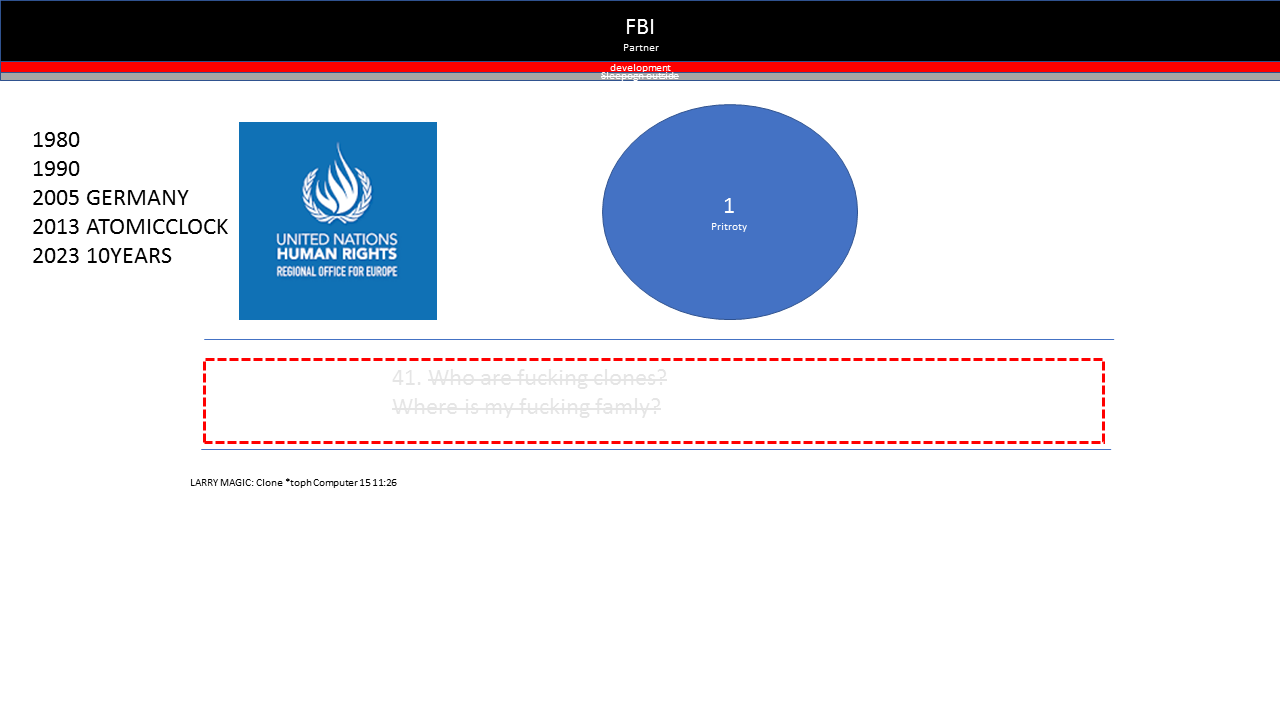 FBI
Partner
development
Sleepogn outside
1980
1990
2005 GERMANY
2013 ATOMICCLOCK
2023 10YEARS
UNITED NATIONS
HUMAN RIGHTS
REGIONAL OFFICE FOR EUROPE
1
Pritroty
41. Who are fucking clones?
Where is my fucking famly?
LARRY MAGIC: Clone *toph Computer 15 11:26